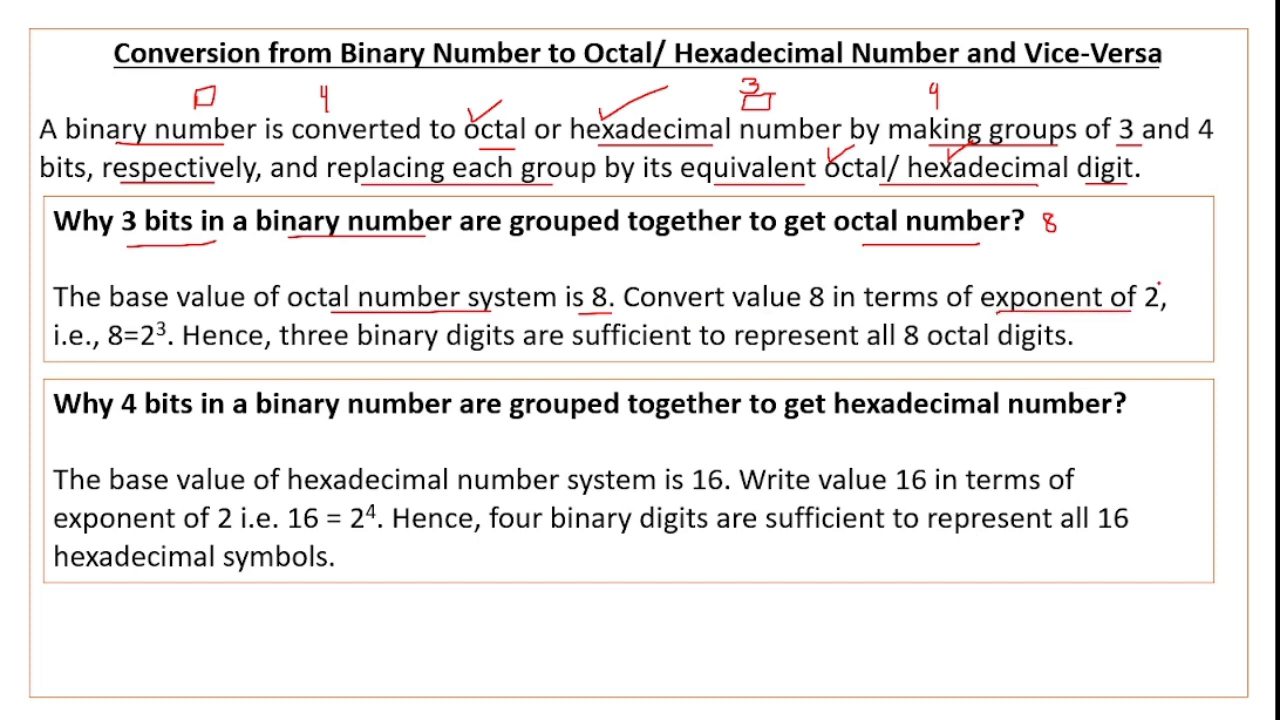 Conversion from Binary Number to Octal/ Hexadecimal Number and Vice-Versa
4 3 9
A binary number is converted to octal or hexadecimal number by making groups of 3 and 4
bits, respectively, and replacing each group by its equivalent octal/ hexadecimal digit.
Why 3 bits in a binary number are grouped together to get octal number? 8
The base value of octal number system is 8. Convert value 8 in terms of exponent of 2,
i.e., 8=2³. Hence, three binary digits are sufficient to represent all 8 octal digits.
Why 4 bits in a binary number are grouped together to get hexadecimal number?
The base value of hexadecimal number system is 16. Write value 16 in terms of
exponent of 2 i.e. 16 = 2⁴. Hence, four binary digits are sufficient to represent all 16
hexadecimal symbols.